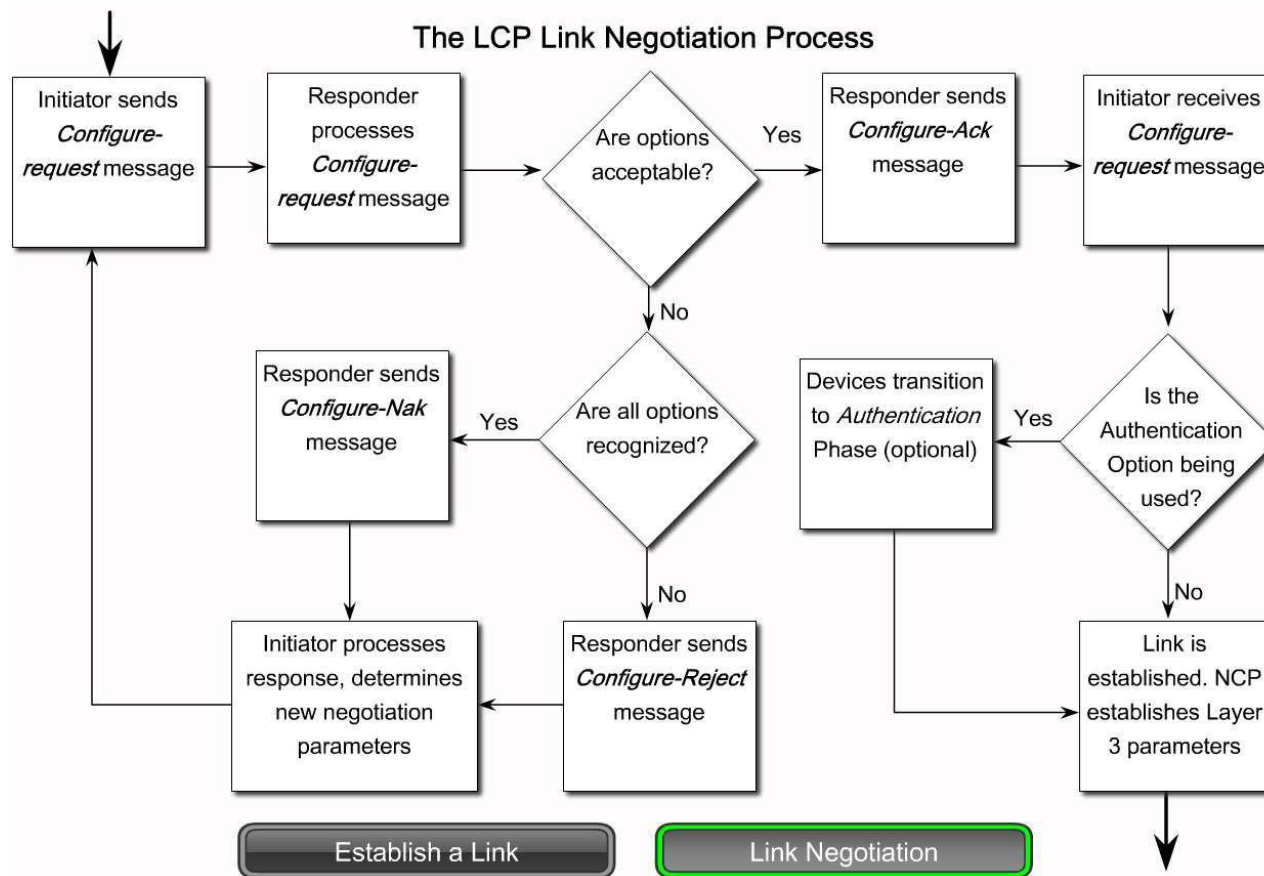 The LCP Link Negotiation Process
Initiator sends
Configure-
request message
Responder
processes
Configure-
request message
Are options
acceptable?
Yes
Responder sends
Configure-Ack
message
Initiator receives
Configure-
request message
No
Responder sends
Configure-Nak
message
Yes
Are all options
recognized?
Devices transition
to Authentication
Phase (optional)
Yes
Is the
Authentication
Option being
used?
No
No
Initiator processes
response, determines
new negotiation
parameters
Responder sends
Configure-Reject
message
Link is
established. NCP
establishes Layer
3 parameters
Establish a Link
Link Negotiation